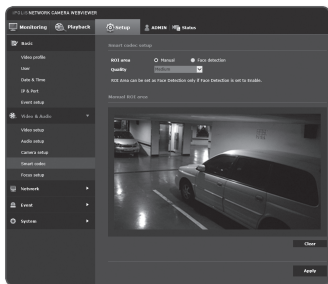 iPOLiS NETWORK CAMERA WEBVIEWER
Monitoring Playback Setup ADMIN Status
Basic
Video profile
User
Date & Time
IP & Port
Event setup
Video & Audio
Video setup
Audio setup
Camera setup
Smart codec
Focus setup
Network
Event
System
Smart codec setup
ROI area Manual Face detection
Quality Medium
ROI Area can be set as Face Detection only if Face Detection is set to Enable.
Manual ROI area
Clear
Apply